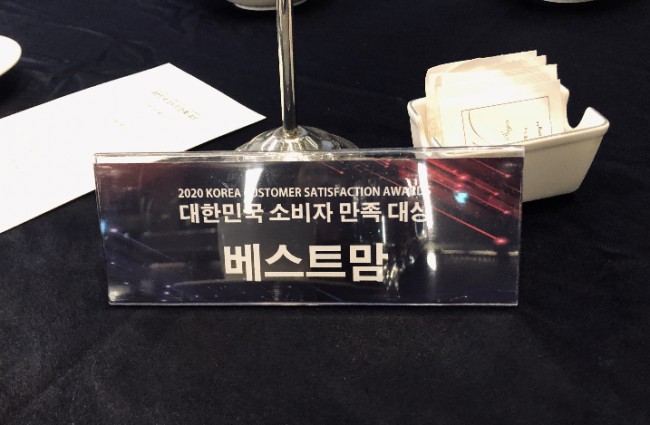 2020 KOREA CUSTOMER SATISFACTION AWARDS
대한민국 소비자 만족 대상
베스트맘